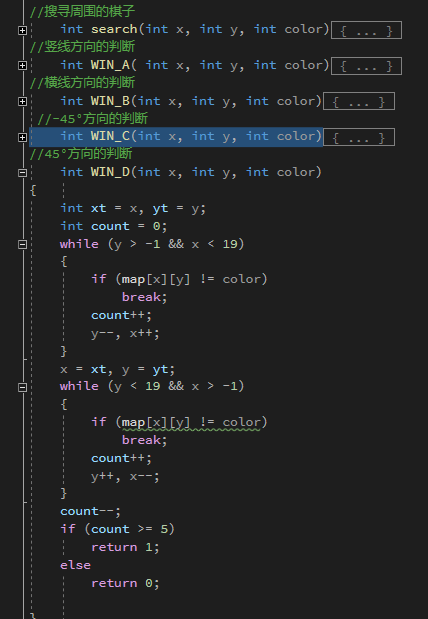 //搜寻周围的棋子
int search(int x, int y, int color){ ... }
//竖线方向的判断
int WIN_A( int x, int y, int color){ ... }
//横线方向的判断
int WIN_B(int x, int y, int color){ ... }
//-45°方向的判断
int WIN_C(int x, int y, int color){ ... }
//45°方向的判断
int WIN_D(int x, int y, int color)
{
int xt = x, yt = y;
int count = 0;
while (y > -1 && x < 19)
{
if (map[x][y] != color)
break;
count++;
y--, x++;
}
x = xt, y = yt;
while (y < 19 && x > -1)
{
if (map[x][y] != color)
break;
count++;
y++, x--;
}
count--;
if (count >= 5)
return 1;
else
return 0;
}